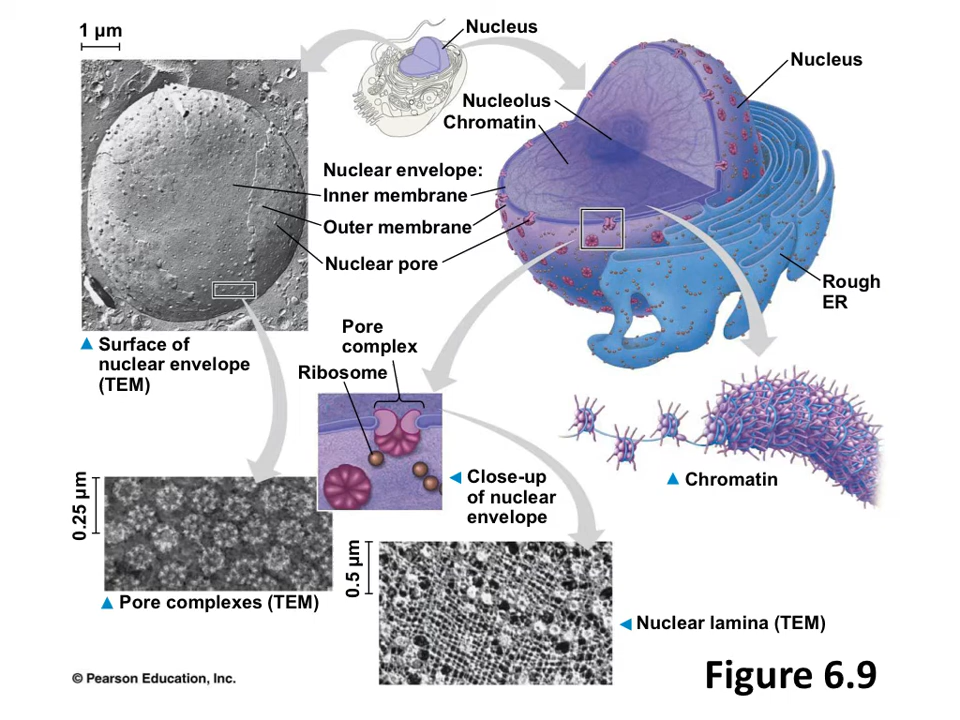 1 µm
Nucleus
Nucleus
Nucleolus
Chromatin
Nuclear envelope:
Inner membrane
Outer membrane
Nuclear pore
Rough
ER
Surface of
nuclear envelope
(TEM)
Pore
complex
Ribosome
Close-up
of nuclear
envelope
Chromatin
0.25 µm
Pore complexes (TEM)
0.5 µm
Nuclear lamina (TEM)
© Pearson Education, Inc.
Figure 6.9